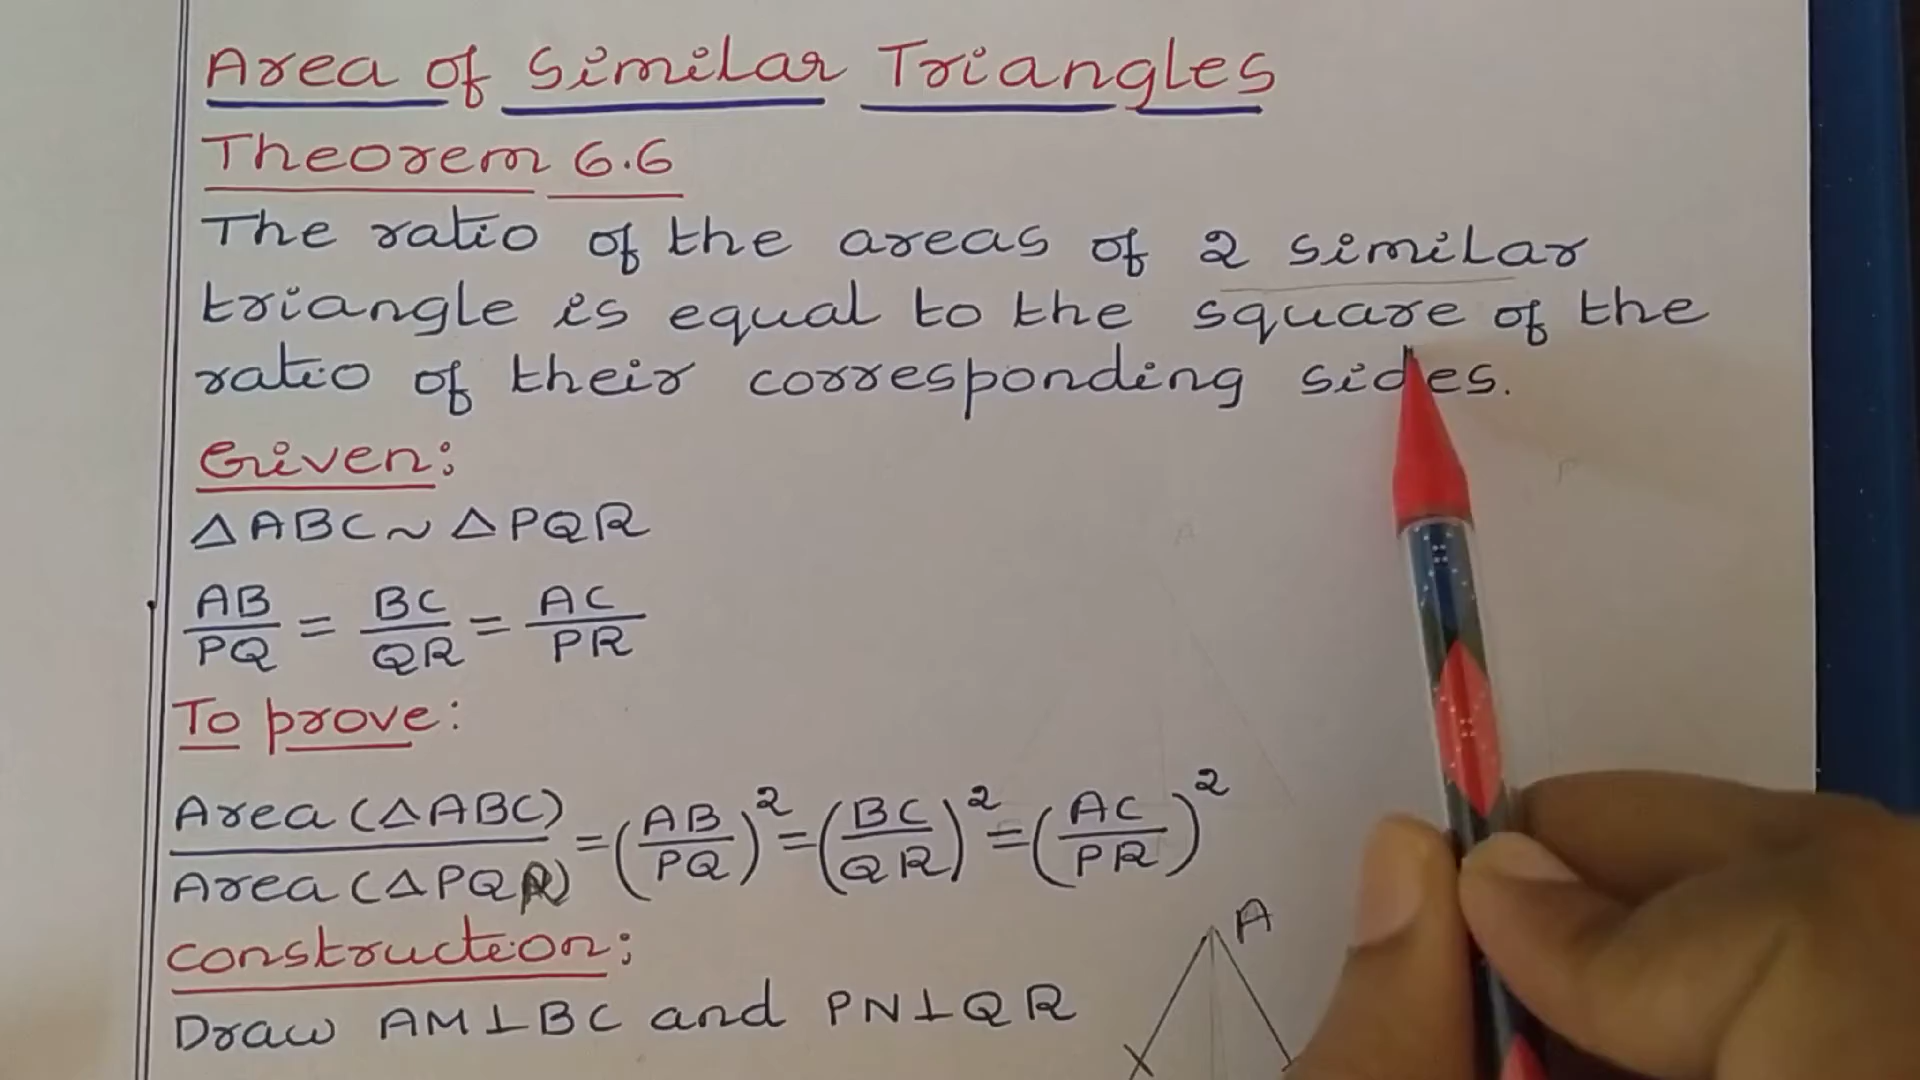 Area of Similar Triangles
Theorem 6.6
The ratio of the areas of 2 similar
triangle is equal to the square of the
ratio of their corresponding sides.
Given:
△ABC ~ △PQR
AB/PQ = BC/QR = AC/PR
To prove:
Area (△ABC)/Area (△PQR) = (AB/PQ)² = (BC/QR)² = (AC/PR)²
construction:
A
Draw AM⊥BC and PN⊥QR